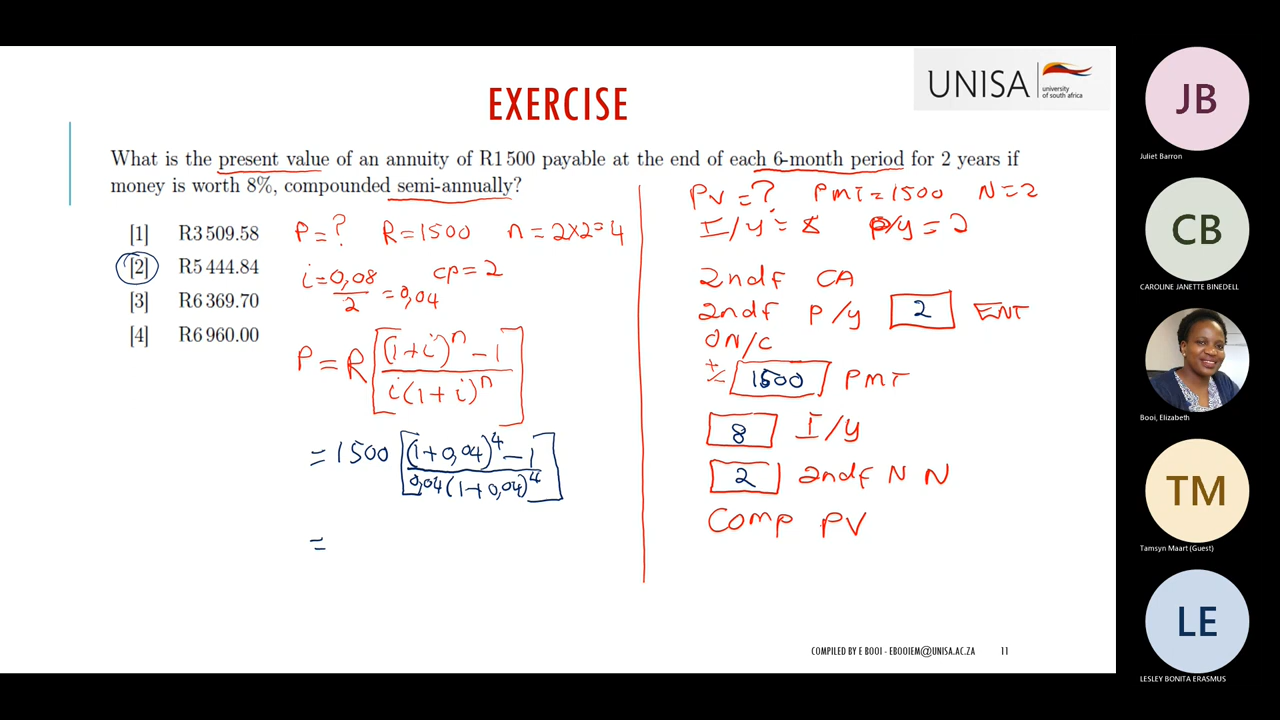 EXERCISE
UNISA
university
of south africa
What is the present value of an annuity of R1 500 payable at the end of each 6-month period for 2 years if
money is worth 8%, compounded semi-annually?
[1] R3 509.58
[2] R5 444.84
[3] R6 369.70
[4] R6 960.00
P = ? R = 1500 n = 2×2=4
i = 0,08/2 = 0,04 cp = 2
P = R [((1+i)^n − 1)/(i(1+i)^n)]
= 1500 [((1+0,04)^4 − 1)/(0,04(1+0,04)^4)]
=
PV = ? PMT = 1500 N = 2
I/y = 8 P/y = 2
2ndf CA
2ndf P/y 2 ENT
ON/C
+/- 1500 PMT
8 I/y
2 2ndf N N
Comp PV
COMPILED BY E BOOI - EBOOIEM@UNISA.AC.ZA 11
JB
Juliet Barron
CB
CAROLINE JANETTE BINEDELL
Booi, Elizabeth
TM
Tamsyn Maart (Guest)
LE
LESLEY BONITA ERASMUS